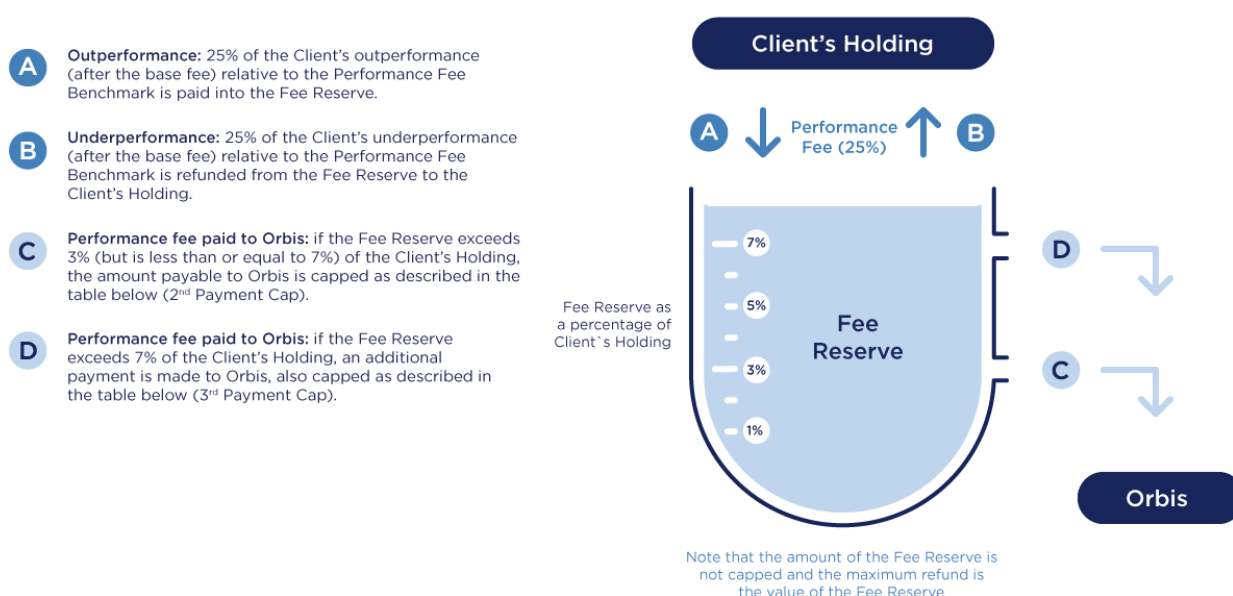 A
Outperformance: 25% of the Client's outperformance
(after the base fee) relative to the Performance Fee
Benchmark is paid into the Fee Reserve.
B
Underperformance: 25% of the Client's underperformance
(after the base fee) relative to the Performance Fee
Benchmark is refunded from the Fee Reserve to the
Client's Holding.
C
Performance fee paid to Orbis: if the Fee Reserve exceeds
3% (but is less than or equal to 7%) of the Client's Holding,
the amount payable to Orbis is capped as described in the
table below (2nd Payment Cap).
D
Performance fee paid to Orbis: if the Fee Reserve
exceeds 7% of the Client's Holding, an additional
payment is made to Orbis, also capped as described in
the table below (3rd Payment Cap).
Client's Holding
A
Performance
Fee (25%)
B
7%
5%
3%
1%
Fee Reserve as
a percentage of
Client`s Holding
Fee
Reserve
D
C
Orbis
Note that the amount of the Fee Reserve is
not capped and the maximum refund is
the value of the Fee Reserve